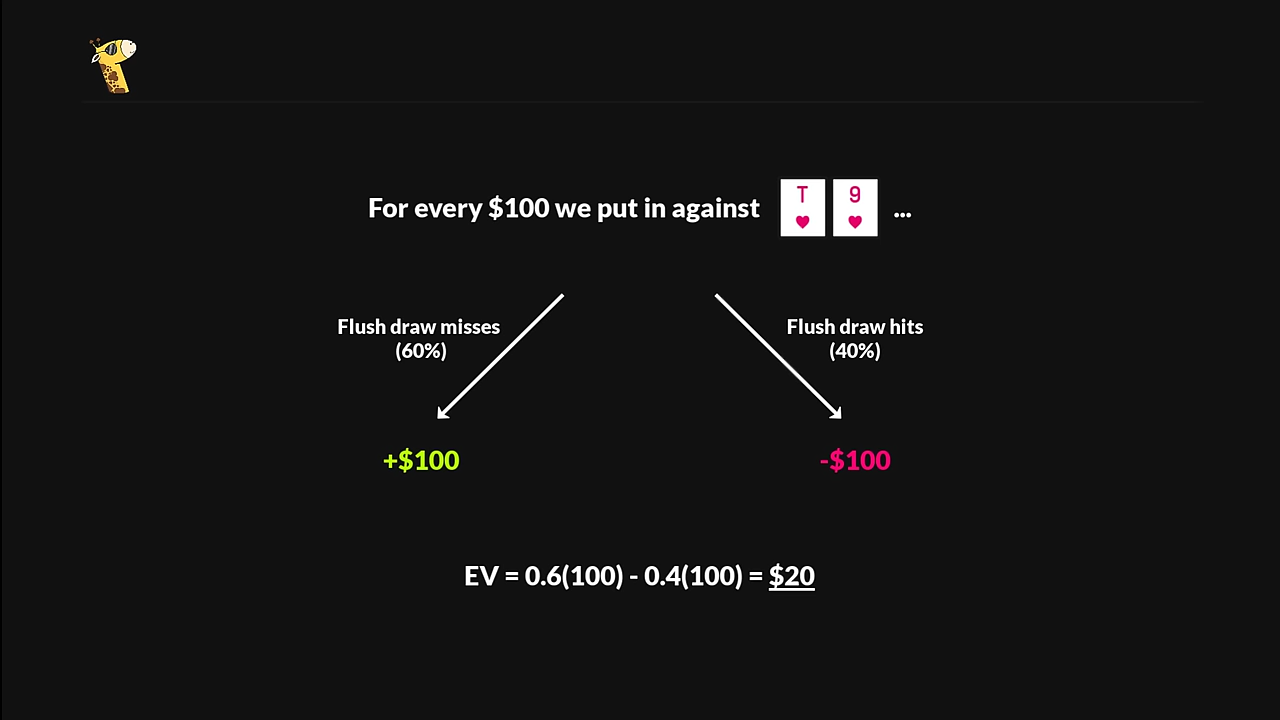 For every $100 we put in against T 9 ...
Flush draw misses
(60%)
Flush draw hits
(40%)
+$100
-$100
EV = 0.6(100) - 0.4(100) = $20